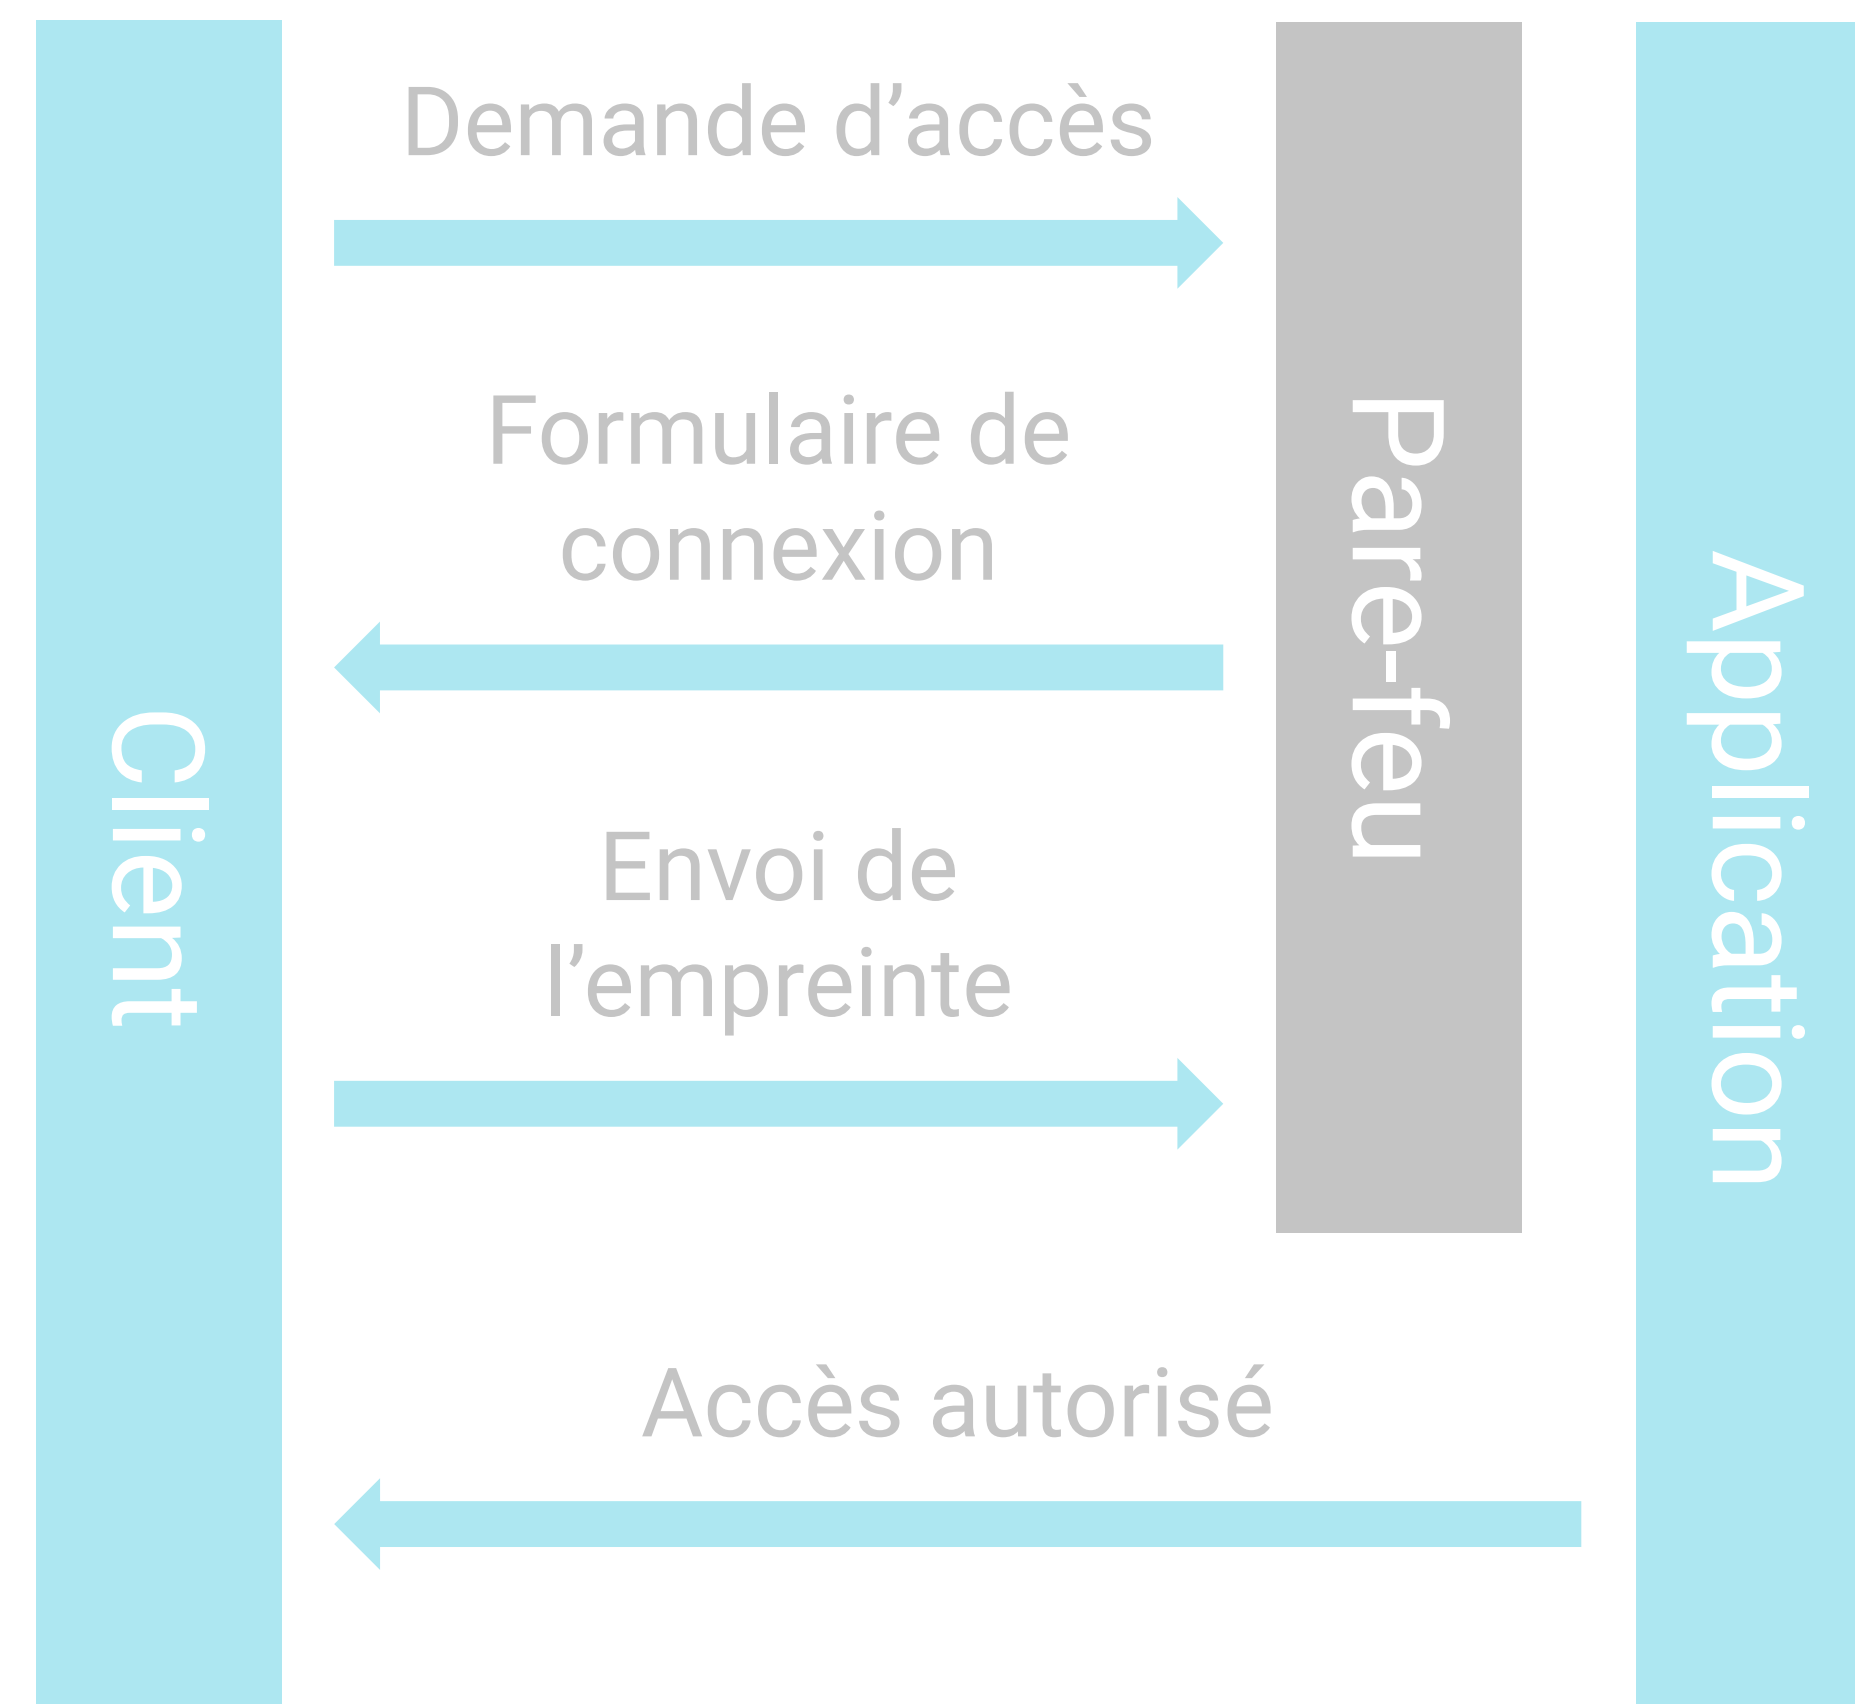 Demande d’accès
Formulaire de
connexion
Envoi de
l’empreinte
Accès autorisé
Client
Pare-feu
Application